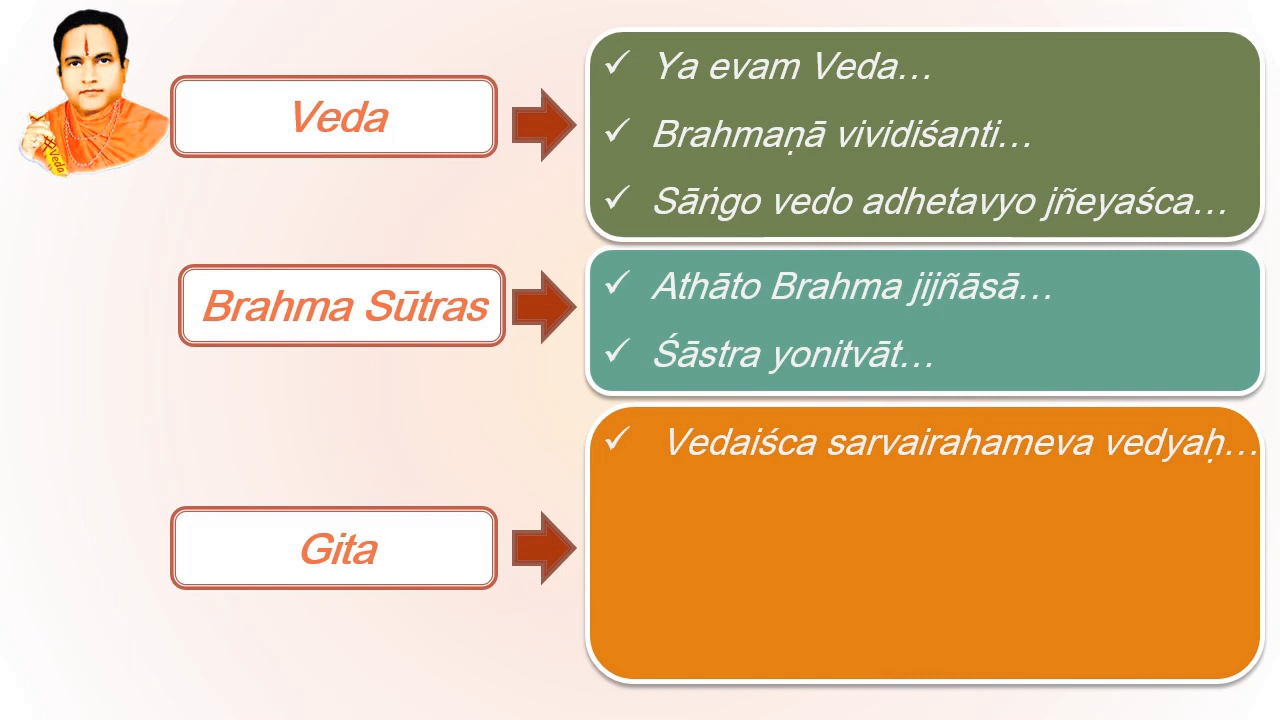 Veda
Veda
Ya evam Veda…
Brahmaṇā vividiśanti…
Sāṅgo vedo adhetavyo jñeyaśca…
Brahma Sūtras
Athāto Brahma jijñāsā…
Śāstra yonitvāt…
Gita
Vedaiśca sarvairahameva vedyaḥ…